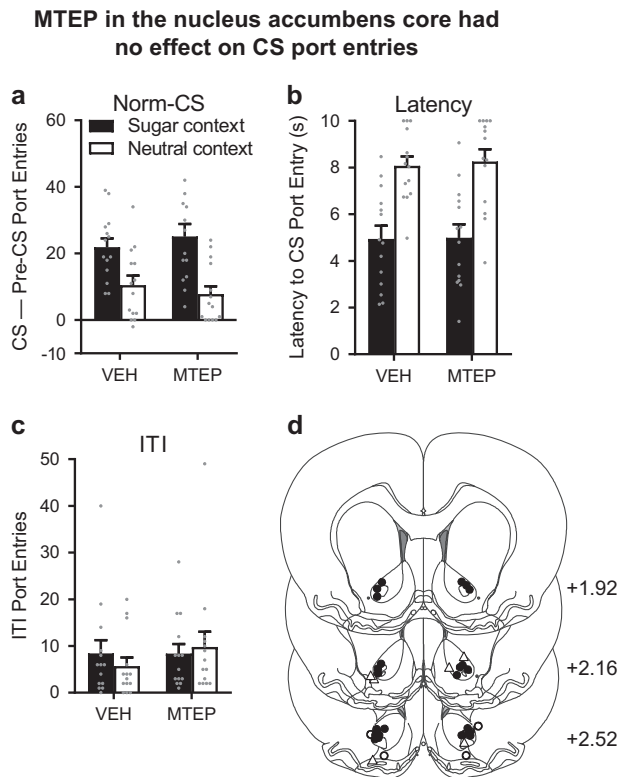 MTEP in the nucleus accumbens core had
no effect on CS port entries
a
Norm-CS
Sugar context
Neutral context
CS — Pre-CS Port Entries
60
40
20
0
-10
VEH
MTEP
b
Latency
Latency to CS Port Entry (s)
10
8
6
4
2
0
VEH
MTEP
c
ITI
ITI Port Entries
50
40
30
20
10
0
VEH
MTEP
d
+1.92
+2.16
+2.52